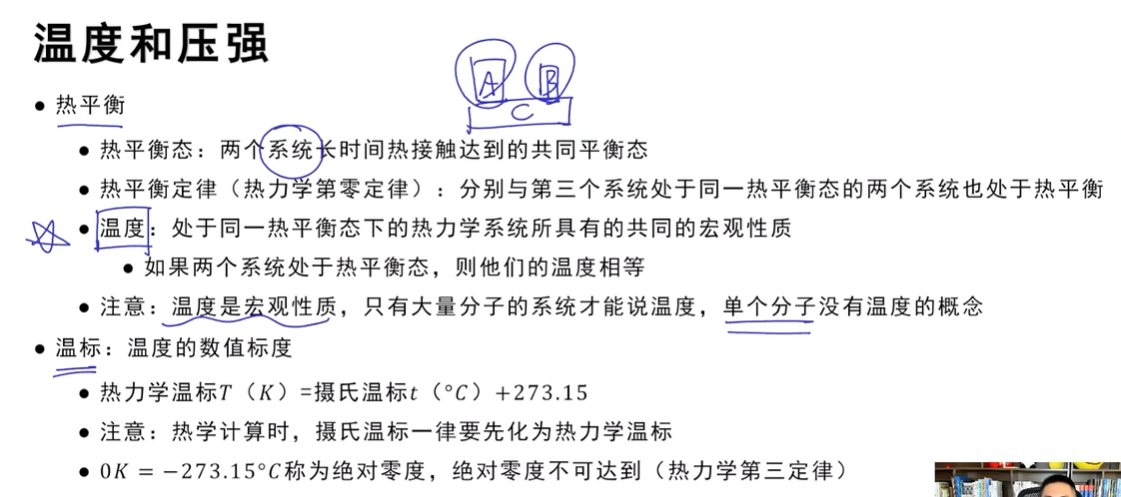 温度和压强
A B
C
● 热平衡
● 热平衡态：两个系统长时间热接触达到的共同平衡态
● 热平衡定律（热力学第零定律）：分别与第三个系统处于同一热平衡态的两个系统也处于热平衡
● 温度：处于同一热平衡态下的热力学系统所具有的共同的宏观性质
● 如果两个系统处于热平衡态，则他们的温度相等
● 注意：温度是宏观性质，只有大量分子的系统才能说温度，单个分子没有温度的概念
● 温标：温度的数值标度
● 热力学温标T（K）=摄氏温标t（°C）+273.15
● 注意：热学计算时，摄氏温标一律要先化为热力学温标
● 0K = −273.15°C称为绝对零度，绝对零度不可达到（热力学第三定律）